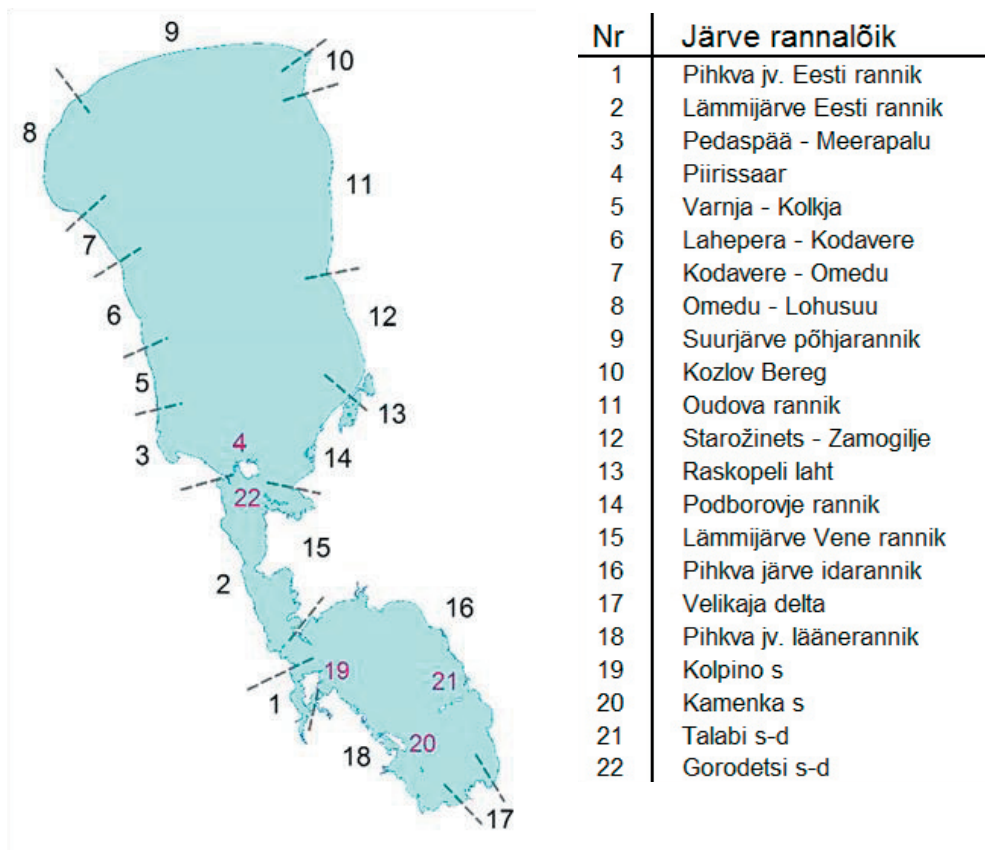 9
10
8
11
7
6
12
5
13
4
3
14
22
15
2
16
19
21
1
20
18
17
Nr Järve rannalõik
1 Pihkva jv. Eesti rannik
2 Lämmijärve Eesti rannik
3 Pedaspää - Meerapalu
4 Piirissaar
5 Varnja - Kolkja
6 Lahepera - Kodavere
7 Kodavere - Omedu
8 Omedu - Lohusuu
9 Suurjärve põhjarannik
10 Kozlov Bereg
11 Oudova rannik
12 Starožinets - Zamogilje
13 Raskopeli laht
14 Podborovje rannik
15 Lämmijärve Vene rannik
16 Pihkva järve idarannik
17 Velikaja delta
18 Pihkva jv. läänerannik
19 Kolpino s
20 Kamenka s
21 Talabi s-d
22 Gorodetsi s-d